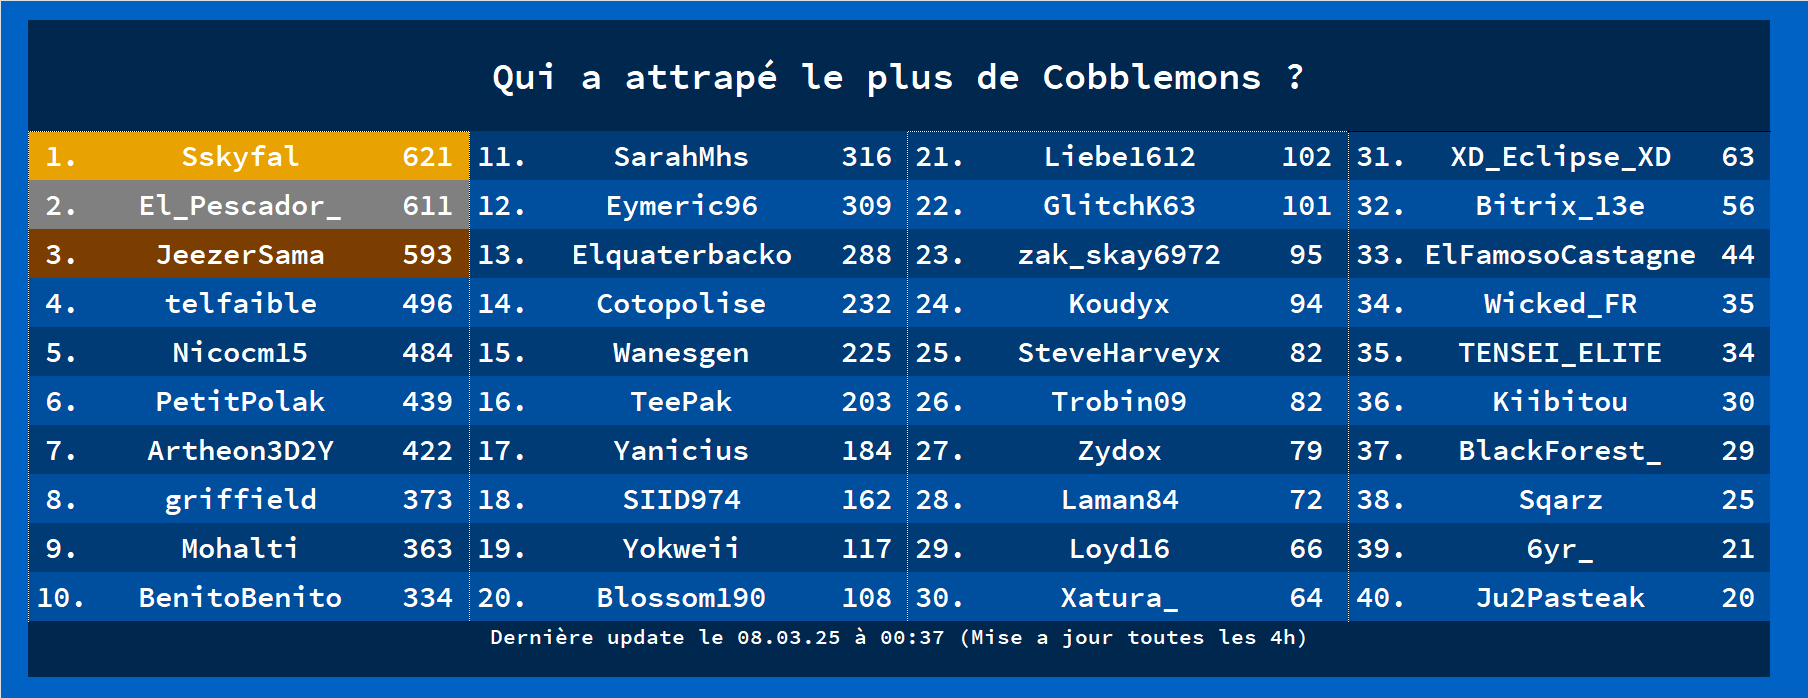 Qui a attrapé le plus de Cobblemons ?
1. Sskyfal 621
2. El_Pescador_ 611
3. JeezerSama 593
4. telfaible 496
5. Nicocm15 484
6. PetitPolak 439
7. Artheon3D2Y 422
8. griffield 373
9. Mohalti 363
10. BenitoBenito 334
11. SarahMhs 316
12. Eymeric96 309
13. Elquaterbacko 288
14. Cotopolise 232
15. Wanesgen 225
16. TeePak 203
17. Yanicius 184
18. SIID974 162
19. Yokweii 117
20. Blossom190 108
21. Liebe1612 102
22. GlitchK63 101
23. zak_skay6972 95
24. Koudyx 94
25. SteveHarveyx 82
26. Trobin09 82
27. Zydox 79
28. Laman84 72
29. Loyd16 66
30. Xatura_ 64
31. XD_Eclipse_XD 63
32. Bitrix_13e 56
33. ElFamosoCastagne 44
34. Wicked_FR 35
35. TENSEI_ELITE 34
36. Kiibitou 30
37. BlackForest_ 29
38. Sqarz 25
39. 6yr_ 21
40. Ju2Pasteak 20
Dernière update le 08.03.25 à 00:37 (Mise a jour toutes les 4h)